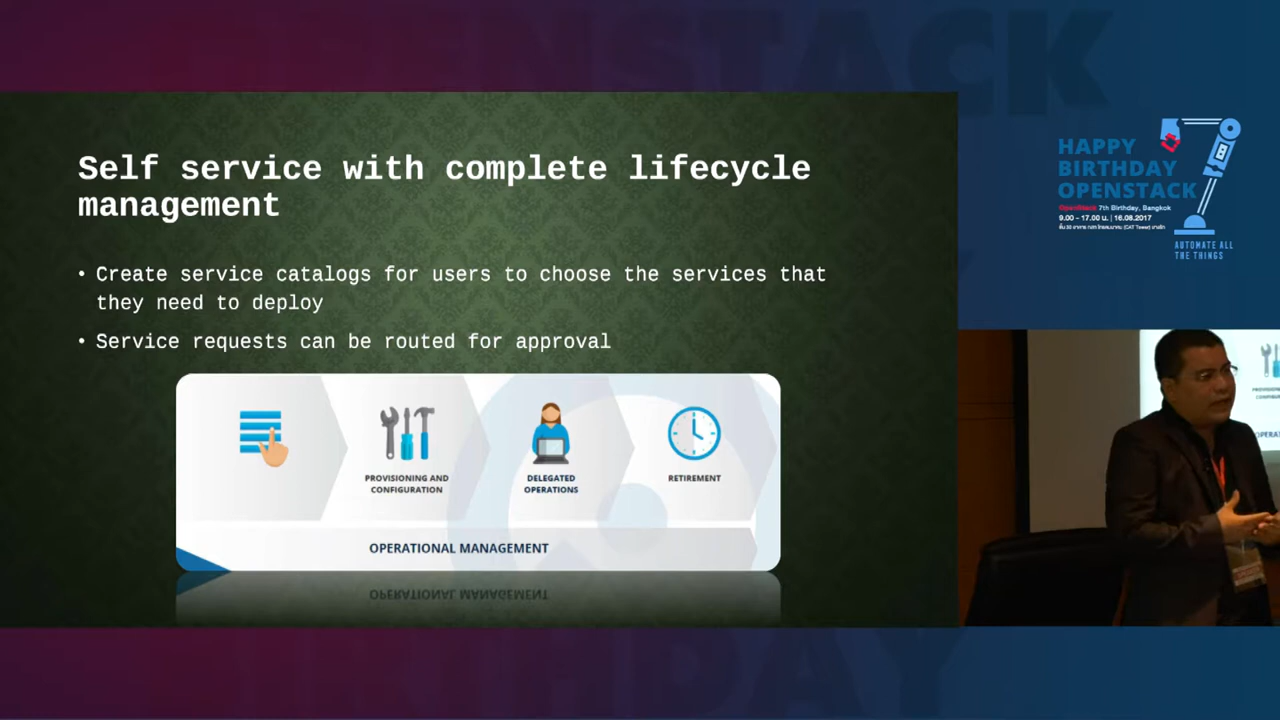 Self service with complete lifecycle
management
• Create service catalogs for users to choose the services that
they need to deploy
• Service requests can be routed for approval
PROVISIONING AND
CONFIGURATION
DELEGATED
OPERATIONS
RETIREMENT
OPERATIONAL MANAGEMENT
HAPPY
BIRTHDAY
OPENSTACK
OpenStack 7th Birthday, Bangkok
9.00 - 17.00 น. | 16.08.2017
AUTOMATE ALL
THE THINGS